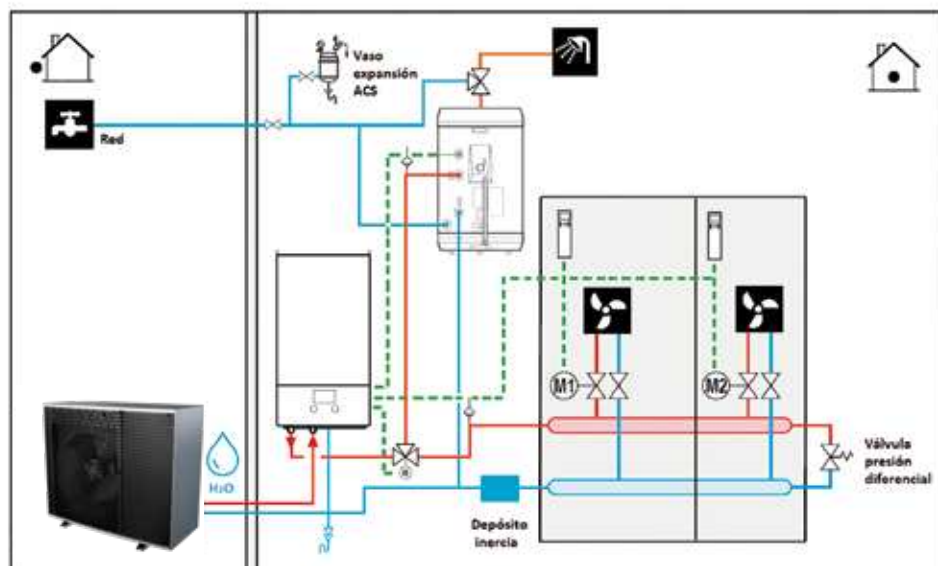 Vaso
expansión
ACS
Red
M1
M2
H₂O
Válvula
presión
diferencial
Depósito
inercia